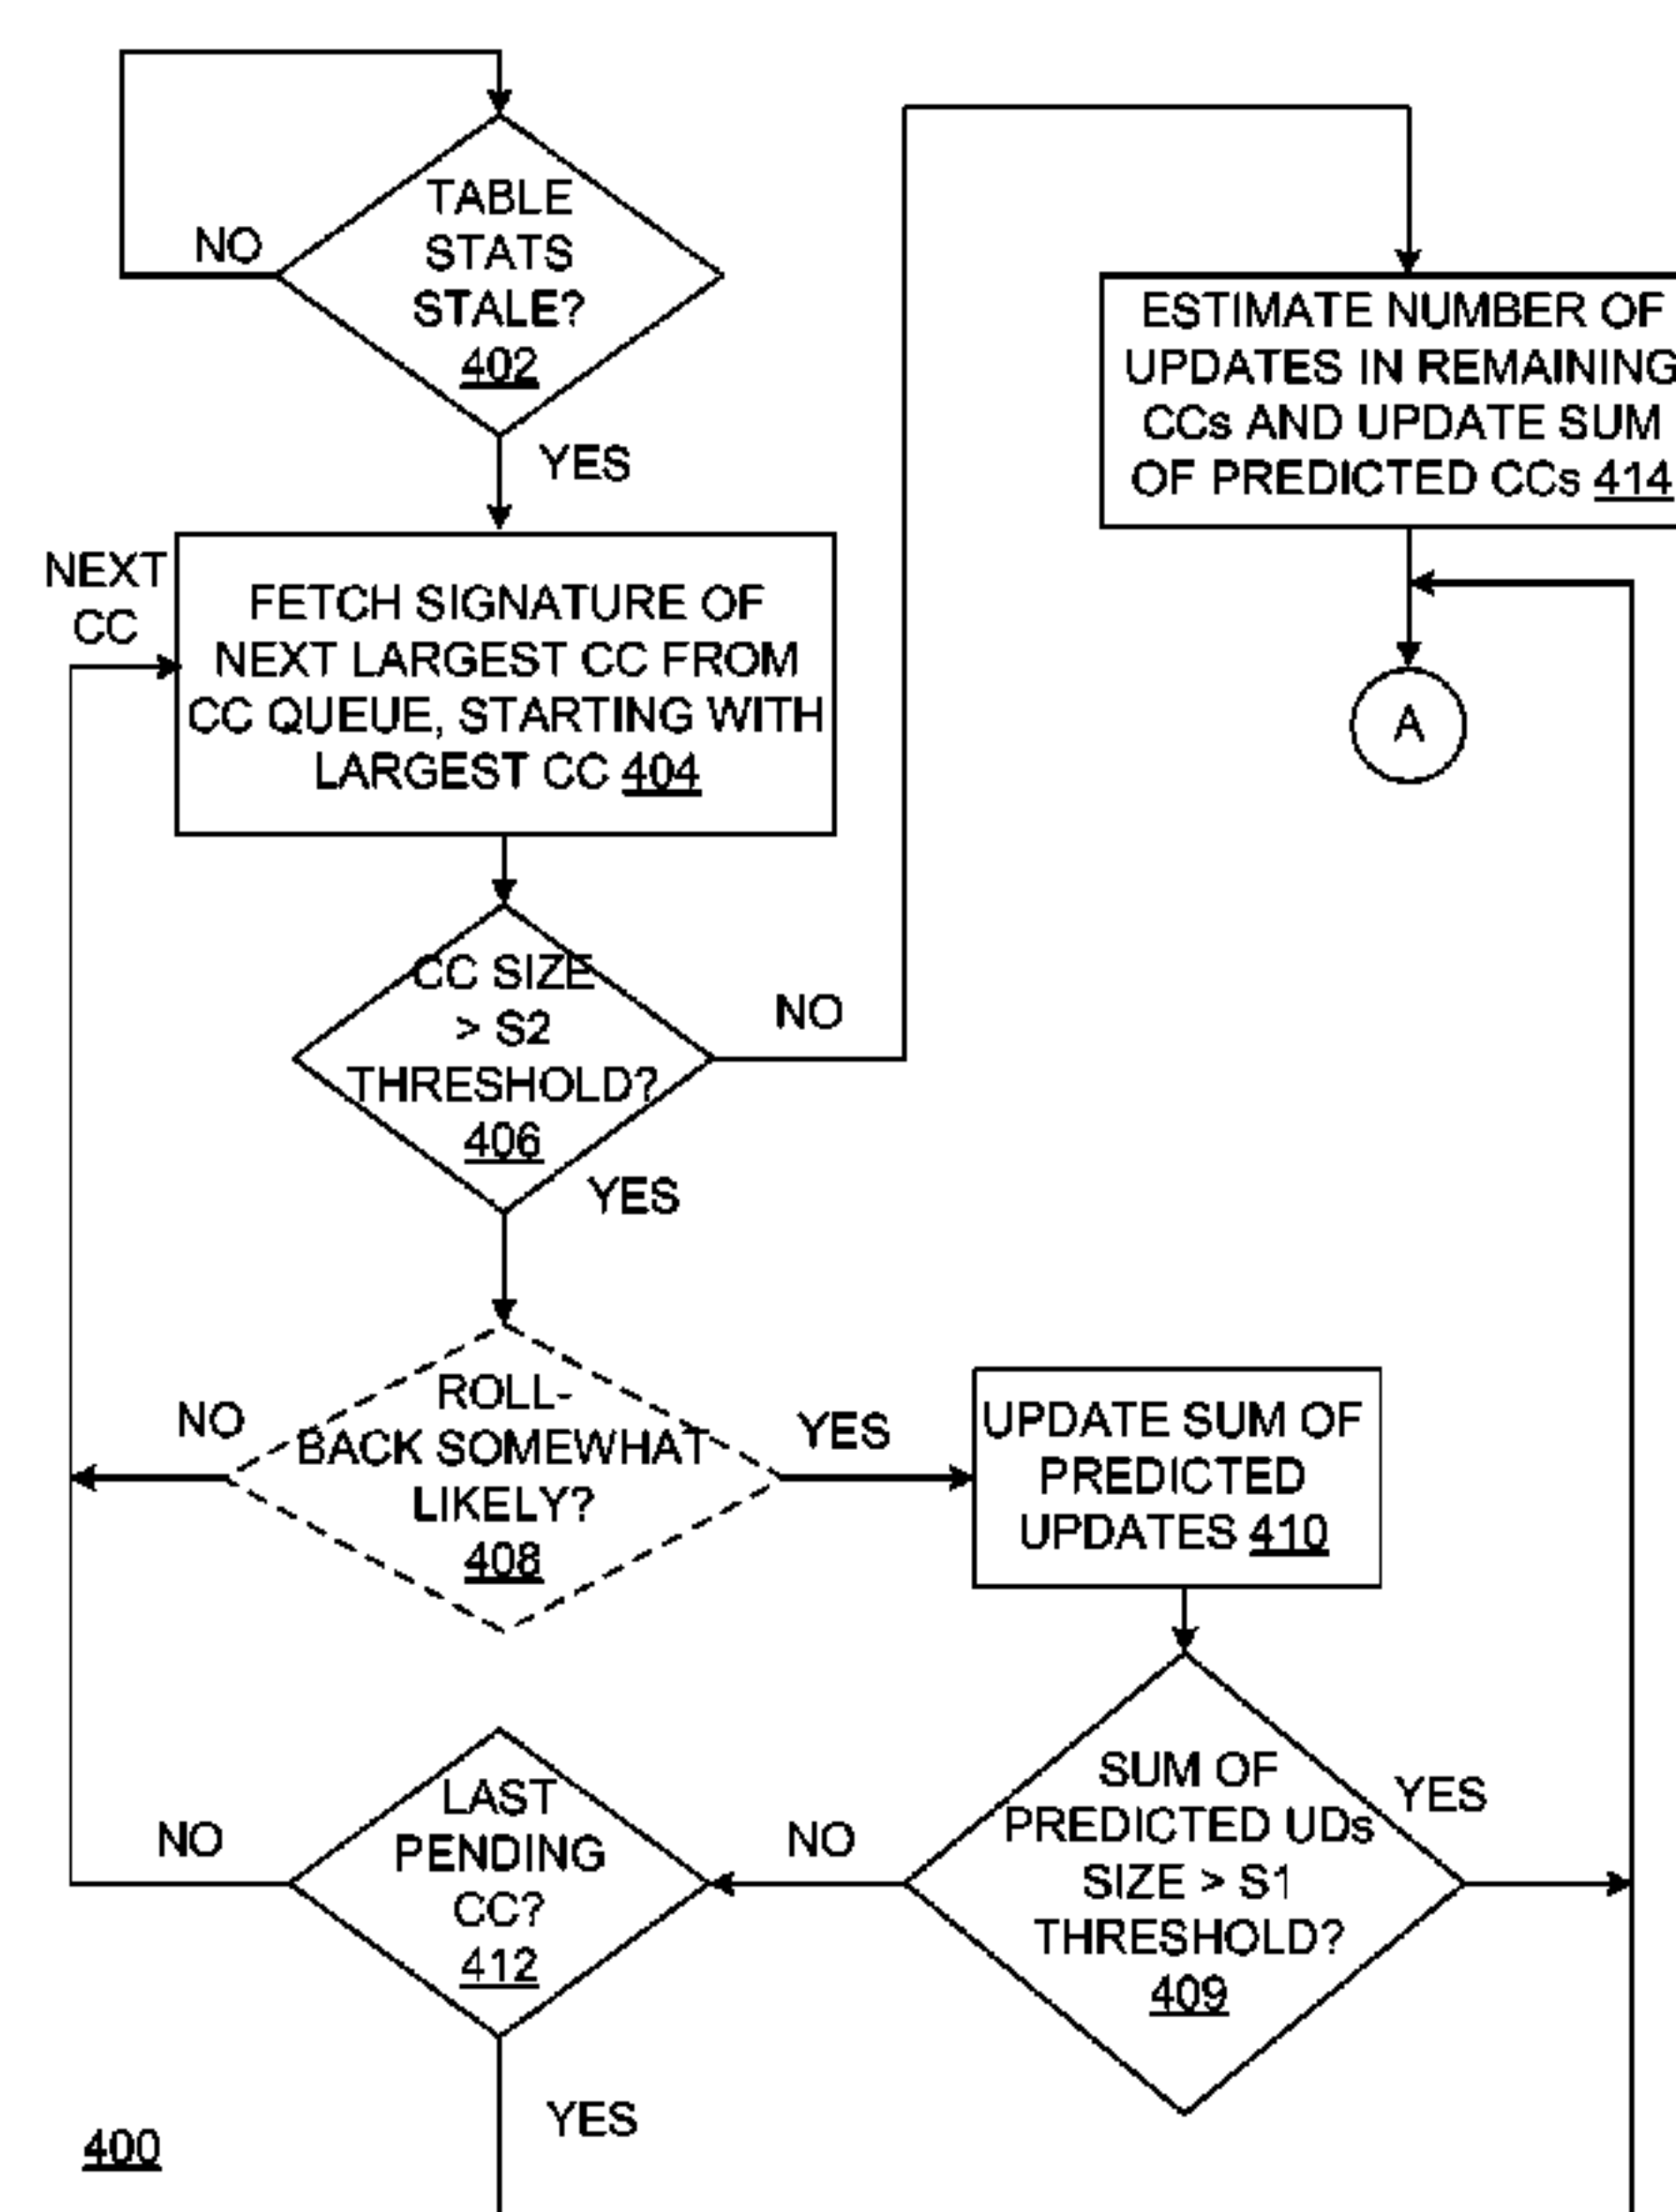 TABLE
STATS
STALE?
402
NO
YES
NEXT
CC
FETCH SIGNATURE OF
NEXT LARGEST CC FROM
CC QUEUE, STARTING WITH
LARGEST CC 404
CC SIZE
> S2
THRESHOLD?
406
NO
YES
ESTIMATE NUMBER OF
UPDATES IN REMAINING
CCs AND UPDATE SUM
OF PREDICTED CCs 414
A
ROLL-
BACK SOMEWHAT
LIKELY?
408
NO
YES
UPDATE SUM OF
PREDICTED
UPDATES 410
SUM OF
PREDICTED UDs
SIZE > S1
THRESHOLD?
409
YES
NO
LAST
PENDING
CC?
412
NO
YES
400